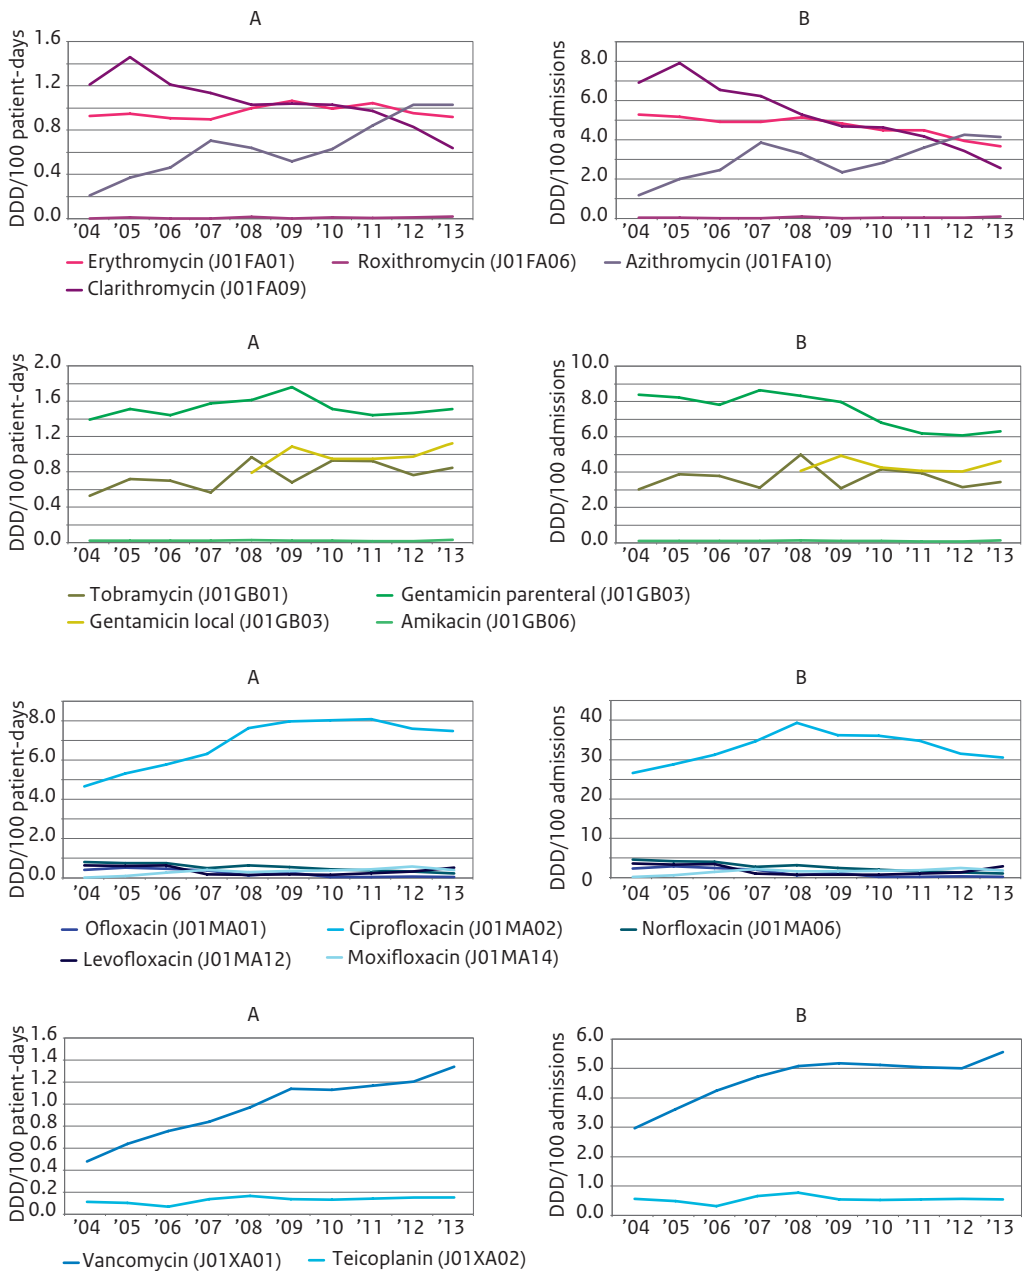 A
B
DDD/100 patient-days
1.6
1.2
0.8
0.4
0.0
'04 '05 '06 '07 '08 '09 '10 '11 '12 '13
DDD/100 admissions
8.0
6.0
4.0
2.0
0.0
'04 '05 '06 '07 '08 '09 '10 '11 '12 '13
Erythromycin (J01FA01) Roxithromycin (J01FA06) Azithromycin (J01FA10)
Clarithromycin (J01FA09)
A
B
DDD/100 patient-days
2.0
1.6
1.2
0.8
0.4
0.0
'04 '05 '06 '07 '08 '09 '10 '11 '12 '13
DDD/100 admissions
10.0
8.0
6.0
4.0
2.0
0.0
'04 '05 '06 '07 '08 '09 '10 '11 '12 '13
Tobramycin (J01GB01) Gentamicin parenteral (J01GB03)
Gentamicin local (J01GB03) Amikacin (J01GB06)
A
B
DDD/100 patient-days
8.0
6.0
4.0
2.0
0.0
'04 '05 '06 '07 '08 '09 '10 '11 '12 '13
DDD/100 admissions
40
30
20
10
0
'04 '05 '06 '07 '08 '09 '10 '11 '12 '13
Ofloxacin (J01MA01) Ciprofloxacin (J01MA02) Norfloxacin (J01MA06)
Levofloxacin (J01MA12) Moxifloxacin (J01MA14)
A
B
DDD/100 patient-days
1.6
1.4
1.2
1.0
0.8
0.6
0.4
0.2
0.0
'04 '05 '06 '07 '08 '09 '10 '11 '12 '13
DDD/100 admissions
6.0
5.0
4.0
3.0
2.0
1.0
0.0
'04 '05 '06 '07 '08 '09 '10 '11 '12 '13
Vancomycin (J01XA01) Teicoplanin (J01XA02)